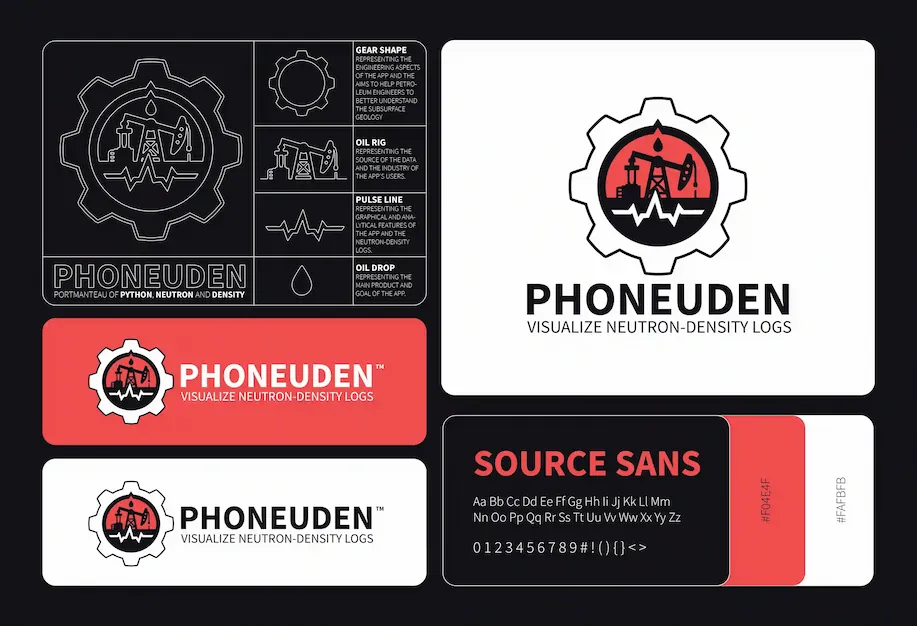 GEAR SHAPE
REPRESENTING THE
ENGINEERING ASPECTS
OF THE APP AND THE
AIMS TO HELP PETRO-
LEUM ENGINEERS TO
BETTER UNDERSTAND
THE SUBSURFACE
GEOLOGY
OIL RIG
REPRESENTING THE
SOURCE OF THE DATA
AND THE INDUSTRY OF
THE APP'S USERS.
PULSE LINE
REPRESENTING THE
GRAPHICAL AND ANA-
LYTICAL FEATURES OF
THE APP AND THE
NEUTRON-DENSITY
LOGS.
OIL DROP
REPRESENTING THE
MAIN PRODUCT AND
GOAL OF THE APP.
PHONEUDEN
PORTMANTEAU OF PYTHON, NEUTRON AND DENSITY
PHONEUDEN™
VISUALIZE NEUTRON-DENSITY LOGS
PHONEUDEN™
VISUALIZE NEUTRON-DENSITY LOGS
PHONEUDEN
VISUALIZE NEUTRON-DENSITY LOGS
SOURCE SANS
Aa Bb Cc Dd Ee Ff Gg Hh Ii Jj Kk Ll Mm
Nn Oo Pp Qq Rr Ss Tt Uu Vv Ww Xx Yy Zz
0 1 2 3 4 5 6 7 8 9 # ! ( ) { } < >
#F04E4F
#FAFBFB